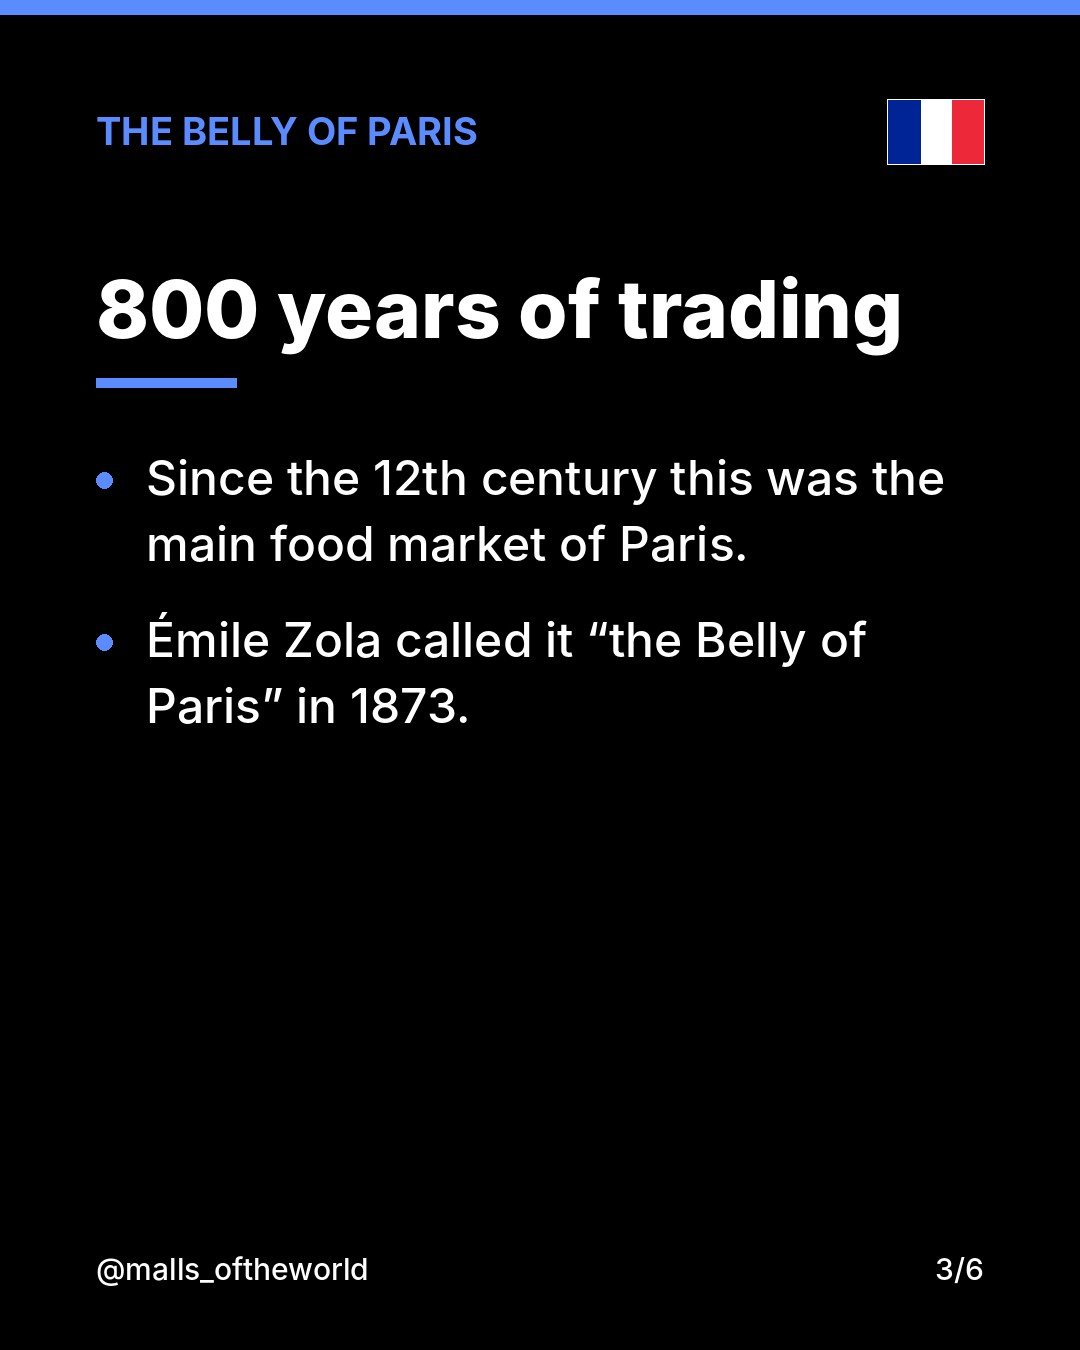 THE BELLY OF PARIS
800 years of trading
Since the 12th century this was the
main food market of Paris.
Émile Zola called it “the Belly of
Paris” in 1873.
@malls_oftheworld
3/6